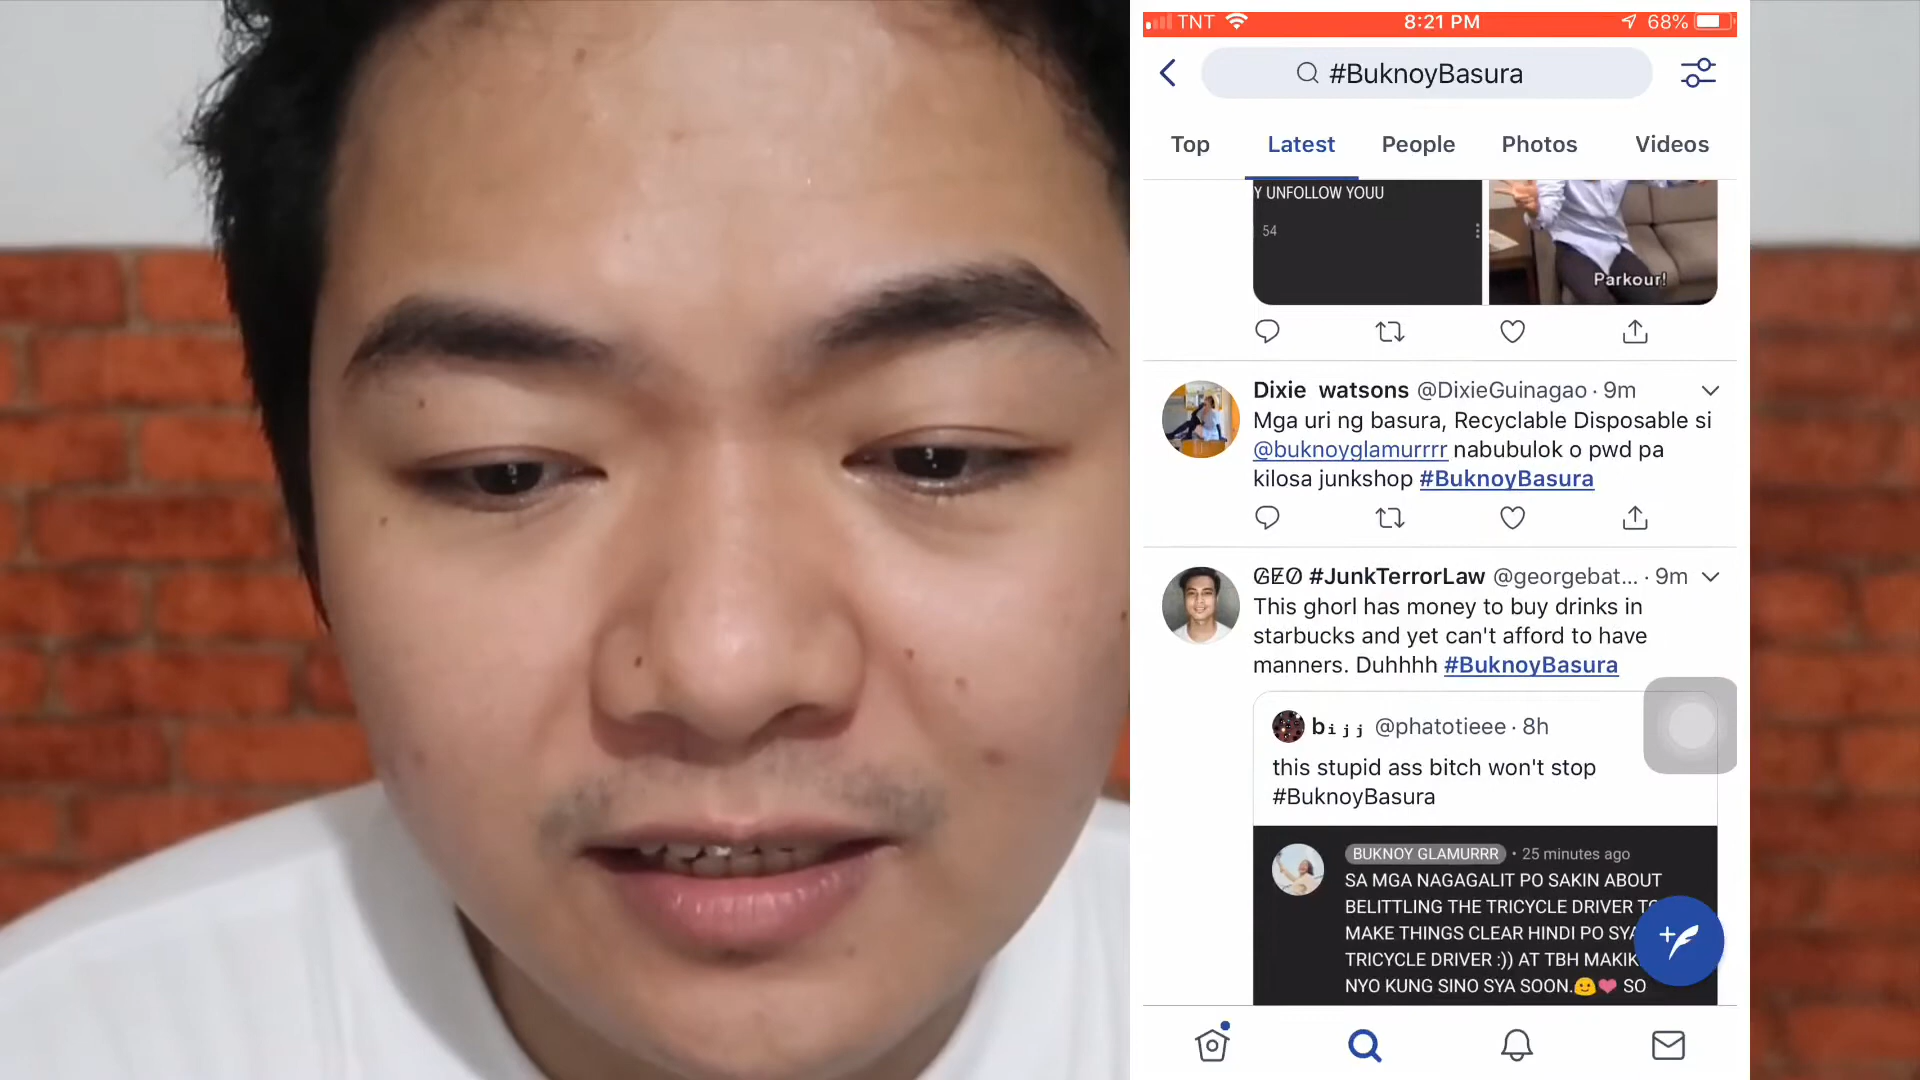 TNT 8:21 PM 68%
#BuknoyBasura
Top Latest People Photos Videos
Y UNFOLLOW YOUU
54
Parkour!
Dixie watsons @DixieGuinagao · 9m
Mga uri ng basura, Recyclable Disposable si
@buknoyglamurrrr nabubulok o pwd pa
kilosa junkshop #BuknoyBasura
GEO #JunkTerrorLaw @georgebat... · 9m
This ghorl has money to buy drinks in
starbucks and yet can't afford to have
manners. Duhhhh #BuknoyBasura
bijj @phatotieee · 8h
this stupid ass bitch won't stop
#BuknoyBasura
BUKNOY GLAMURRR • 25 minutes ago
SA MGA NAGAGALIT PO SAKIN ABOUT
BELITTLING THE TRICYCLE DRIVER
MAKE THINGS CLEAR HINDI PO SYA
TRICYCLE DRIVER :)) AT TBH
NYO KUNG SINO SYA SOON.🙂❤️ SO